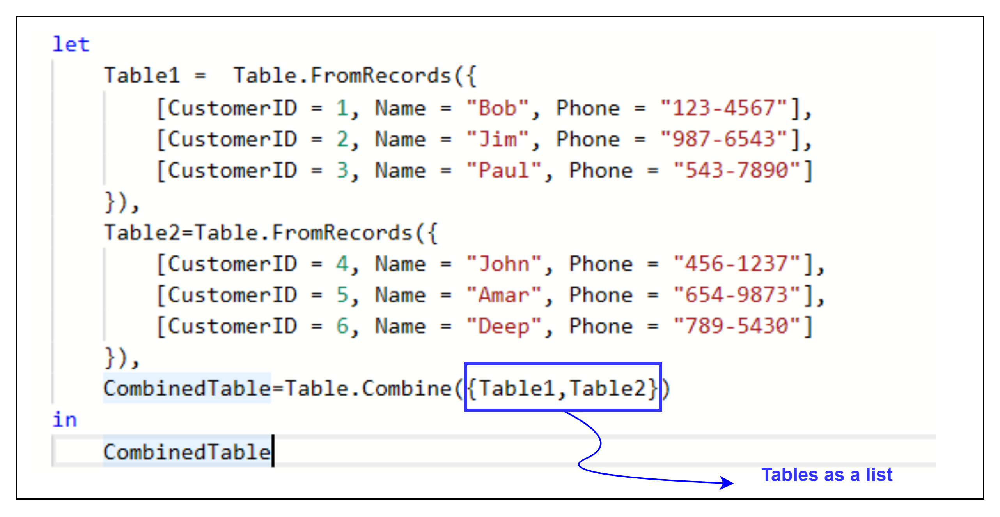 let
Table1 =  Table.FromRecords({
[CustomerID = 1, Name = "Bob", Phone = "123-4567"],
[CustomerID = 2, Name = "Jim", Phone = "987-6543"],
[CustomerID = 3, Name = "Paul", Phone = "543-7890"]
}),
Table2=Table.FromRecords({
[CustomerID = 4, Name = "John", Phone = "456-1237"],
[CustomerID = 5, Name = "Amar", Phone = "654-9873"],
[CustomerID = 6, Name = "Deep", Phone = "789-5430"]
}),
CombinedTable=Table.Combine({Table1,Table2})
in
CombinedTable
Tables as a list